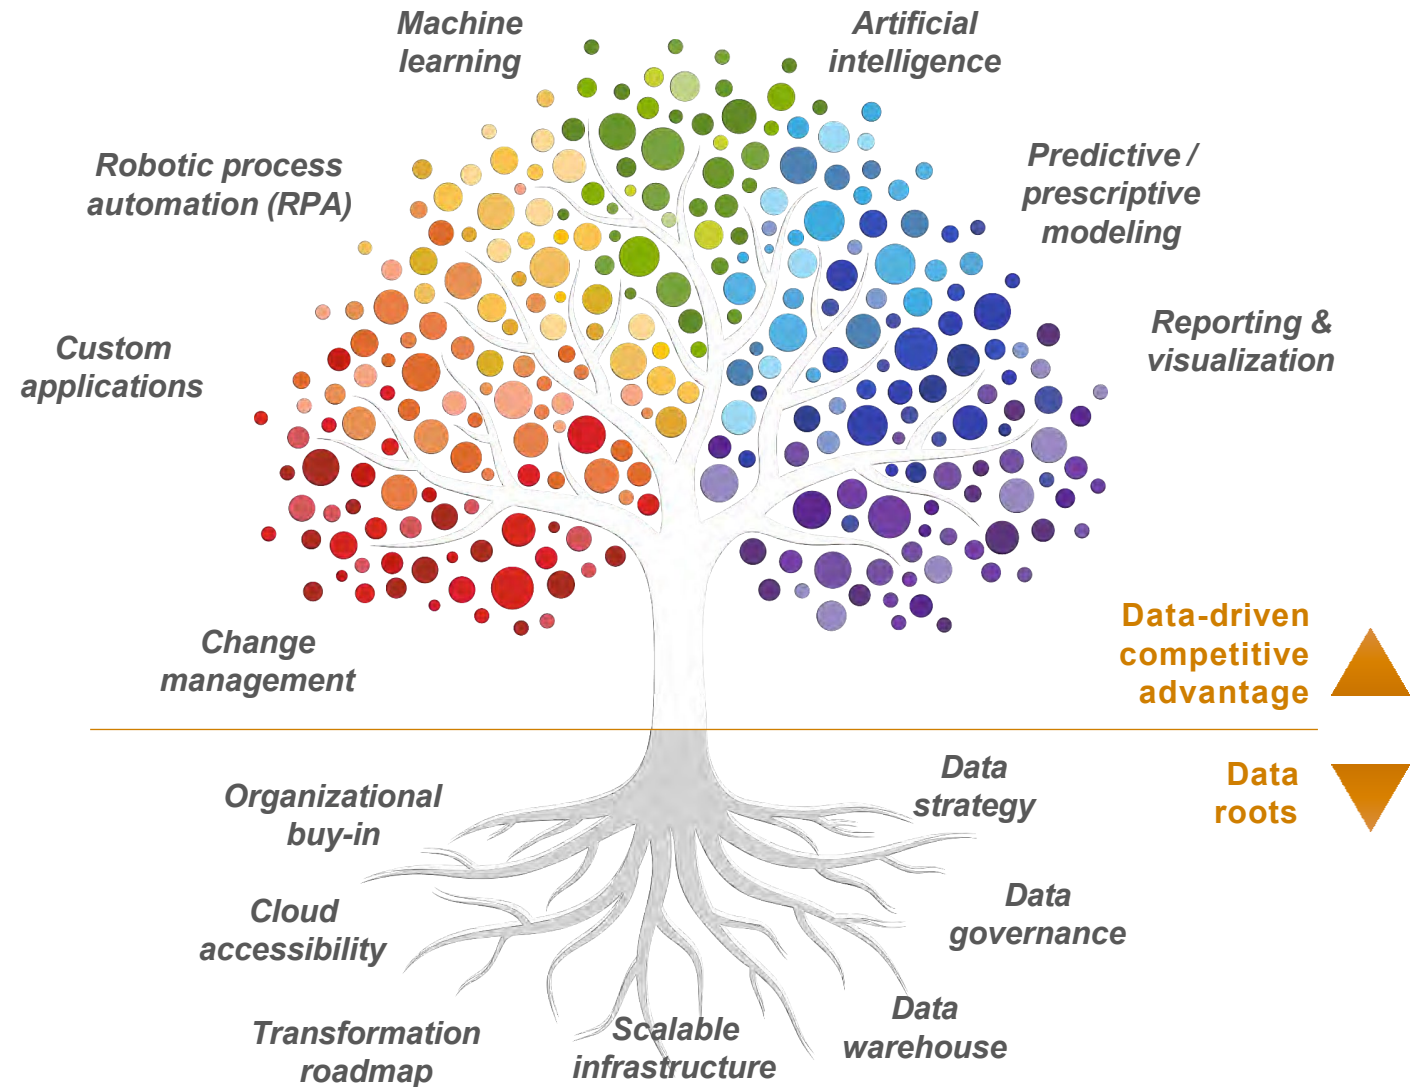 Machine
learning
Artificial
intelligence
Robotic process
automation (RPA)
Predictive /
prescriptive
modeling
Custom
applications
Reporting &
visualization
Change
management
Data-driven
competitive
advantage
Organizational
buy-in
Data
strategy
Data
roots
Cloud
accessibility
Data
governance
Transformation
roadmap
Scalable
infrastructure
Data
warehouse